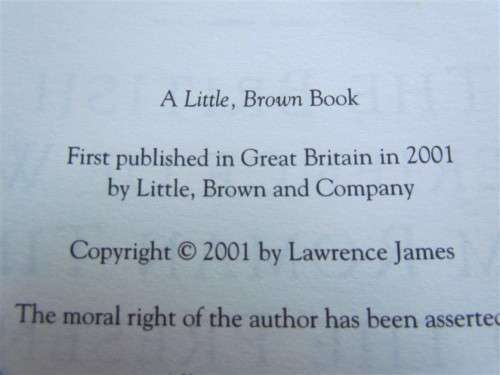 A Little, Brown Book
First published in Great Britain in 2001
by Little, Brown and Company
Copyright © 2001 by Lawrence James
The moral right of the author has been asserted